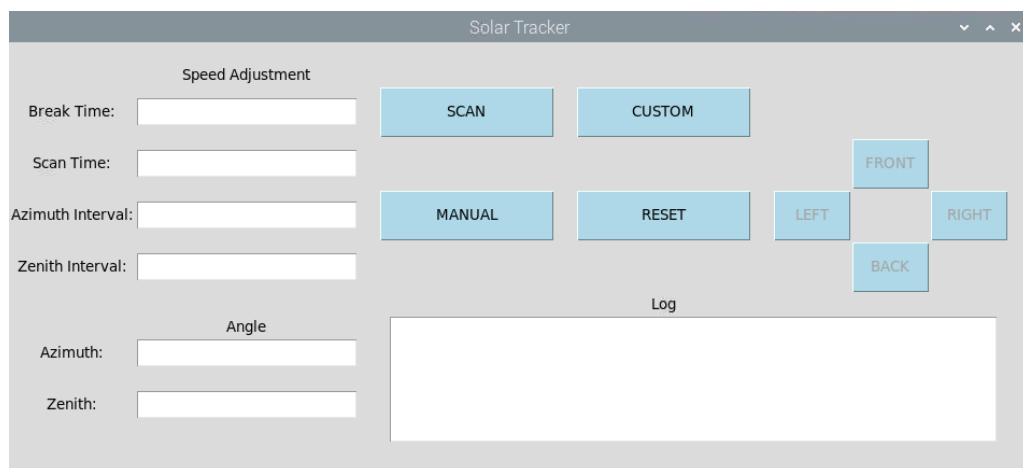 Solar Tracker
Speed Adjustment
Break Time:
SCAN
CUSTOM
Scan Time:
FRONT
Azimuth Interval:
MANUAL
RESET
LEFT
RIGHT
Zenith Interval:
BACK
Log
Angle
Azimuth:
Zenith: